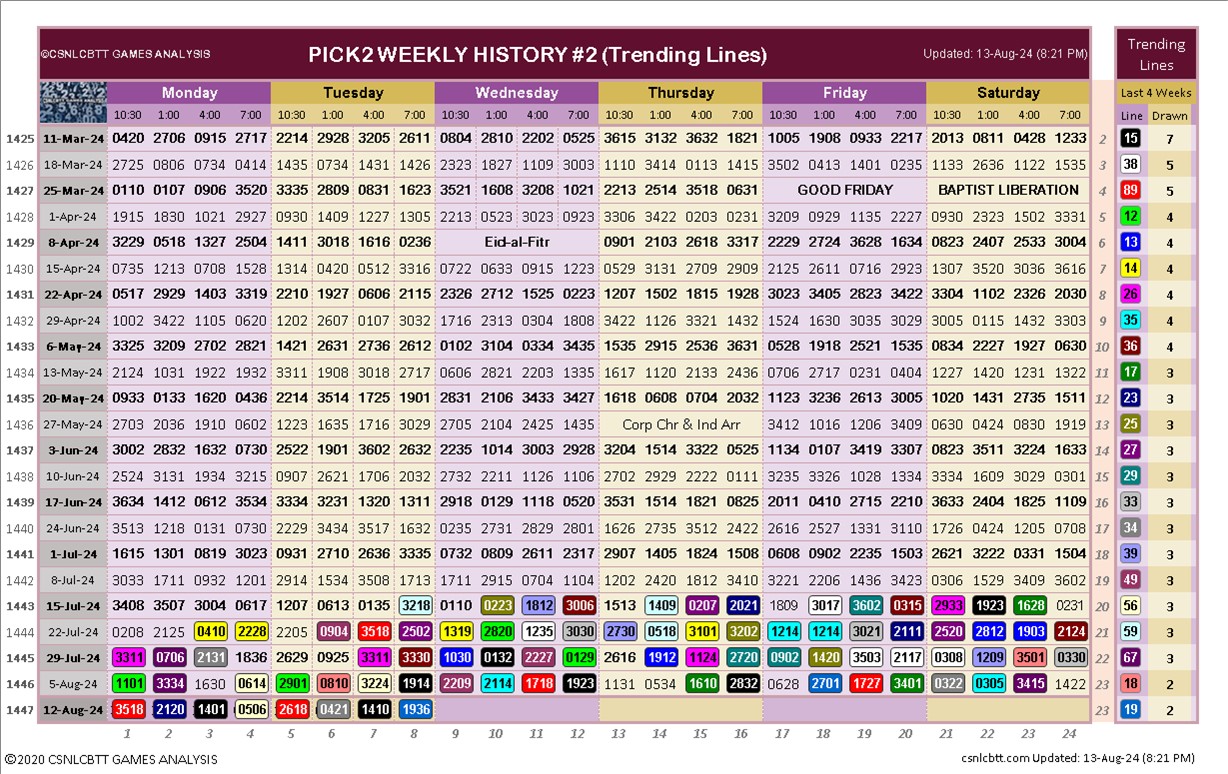 ©CSNLCBTT GAMES ANALYSIS PICK2 WEEKLY HISTORY #2 (Trending Lines) Updated: 13-Aug-24 (8:21 PM) Trending Lines
Monday Tuesday Wednesday Thursday Friday Saturday Last 4 Weeks
10:30 1:00 4:00 7:00 10:30 1:00 4:00 7:00 10:30 1:00 4:00 7:00 10:30 1:00 4:00 7:00 10:30 1:00 4:00 7:00 10:30 1:00 4:00 7:00 Line Drawn
1425 11-Mar-24 0420 2706 0915 2717 2214 2928 3205 2611 0804 2810 2202 0525 3615 3132 3632 1821 1005 1908 0933 2217 2013 0811 0428 1233 2 15 7
1426 18-Mar-24 2725 0806 0734 0414 1435 0734 1431 1426 2323 1827 1109 3003 1110 3414 0113 1415 3502 0413 1401 0235 1133 2636 1122 1535 3 38 5
1427 25-Mar-24 0110 0107 0906 3520 3335 2809 0831 1623 3521 1608 3208 1021 2213 2514 3518 0631 GOOD FRIDAY BAPTIST LIBERATION 4 89 5
1428 1-Apr-24 1915 1830 1021 2927 0930 1409 1227 1305 2213 0523 3023 0923 3306 3422 0203 0231 3209 0929 1135 2227 0930 2323 1502 3331 5 12 4
1429 8-Apr-24 3229 0518 1327 2504 1411 3018 1616 0236 Eid-al-Fitr 0901 2103 2618 3317 2229 2724 3628 1634 0823 2407 2533 3004 6 13 4
1430 15-Apr-24 0735 1213 0708 1528 1314 0420 0512 3314 0722 0633 0915 1223 0529 3131 2709 2909 2125 2611 0716 2923 1307 3520 3036 3616 7 14 4
1431 22-Apr-24 0517 2929 1403 3319 2210 1927 0606 2113 2326 2712 1525 0223 1207 1502 1815 1928 3023 3405 2823 3422 3304 1102 2326 2030 8 26 4
1432 29-Apr-24 1002 3422 1105 0620 1202 2607 0107 3032 1716 2313 0304 1808 3422 1126 3321 1432 1524 1630 3335 3029 3005 0115 1432 3303 9 35 4
1433 6-May-24 3325 3209 2702 2821 1421 2631 2736 2612 0102 3104 0334 3435 1535 2915 2536 3631 0528 1918 2521 1535 0834 2227 1927 0630 10 36 4
1434 13-May-24 2124 1031 1922 1932 3311 1908 3018 2717 0606 2821 2203 1335 1617 1120 2133 2436 0706 2717 0231 0404 1227 1420 1231 1132 11 17 3
1435 20-May-24 0933 0133 1620 0436 2214 3514 1725 1901 2831 2106 3433 3427 1618 0608 0704 2032 1123 3236 2613 3005 1020 1431 2735 1511 12 23 3
1436 27-May-24 2703 2036 1910 0602 1223 1635 1716 3029 2705 2104 2425 1435 Corp Chr & Ind Arr 3412 1016 1206 3409 0630 0424 0830 1919 13 25 3
1437 3-Jun-24 3002 2832 1632 0730 2522 1901 3602 2632 2235 1014 3003 2928 3204 1514 3322 0525 1134 0107 3419 3307 0823 3511 3224 1633 14 27 3
1438 10-Jun-24 2524 3131 1934 3215 0907 2621 1706 2032 2732 2211 1126 1106 2702 2929 2222 0111 3235 3326 1028 1334 3334 1609 3029 0301 15 29 3
1439 17-Jun-24 3634 1412 0612 3534 3334 3231 1320 1311 2918 0129 1118 0520 3531 1514 1821 0825 2011 0410 2715 2210 3633 2404 1825 1109 16 33 3
1440 24-Jun-24 3513 1218 0131 0730 2229 3434 3517 1632 0235 2731 2829 2801 1626 2735 3512 2422 2616 2527 1331 3110 1726 0424 1205 0708 17 34 3
1441 1-Jul-24 1615 1301 0819 3023 0931 2710 2636 3335 0732 0809 2611 2317 2907 1405 1824 1508 0608 0902 2235 1503 2621 3222 0331 1504 18 39 3
1442 8-Jul-24 3033 1711 0932 1201 2914 1534 3508 1713 1711 2915 0704 1104 1202 2420 1812 3410 3221 2206 1436 3423 0306 1529 3409 3602 19 49 3
1443 15-Jul-24 3408 3507 3004 0617 1207 0613 0135 3218 0110 0223 1812 3006 1513 1409 0207 2021 1809 3017 3602 0315 2933 1923 1628 0231 20 56 3
1444 22-Jul-24 0208 2125 0410 2228 2205 0904 3518 2502 1319 2820 1235 3030 2730 0518 3101 3202 1214 1214 3021 2111 2520 2812 1903 2124 21 59 3
1445 29-Jul-24 3311 0706 2131 1836 2629 0925 3311 3330 1030 0132 2227 0129 2616 1912 1124 2720 0902 1420 3503 2117 0308 1209 3501 0330 22 67 3
1446 5-Aug-24 1101 3334 1630 0614 2901 0810 3224 1914 2209 2114 1718 1923 1131 0534 1610 2832 0628 2701 1727 3401 0322 0305 3415 1422 23 18 2
1447 12-Aug-24 3518 2120 1401 0506 2618 0421 1410 1936 23 19 2
1 2 3 4 5 6 7 8 9 10 11 12 13 14 15 16 17 18 19 20 21 22 23 24
©2020 CSNLCBTT GAMES ANALYSIS csnlcbtt.com Updated: 13-Aug-24 (8:21 PM)